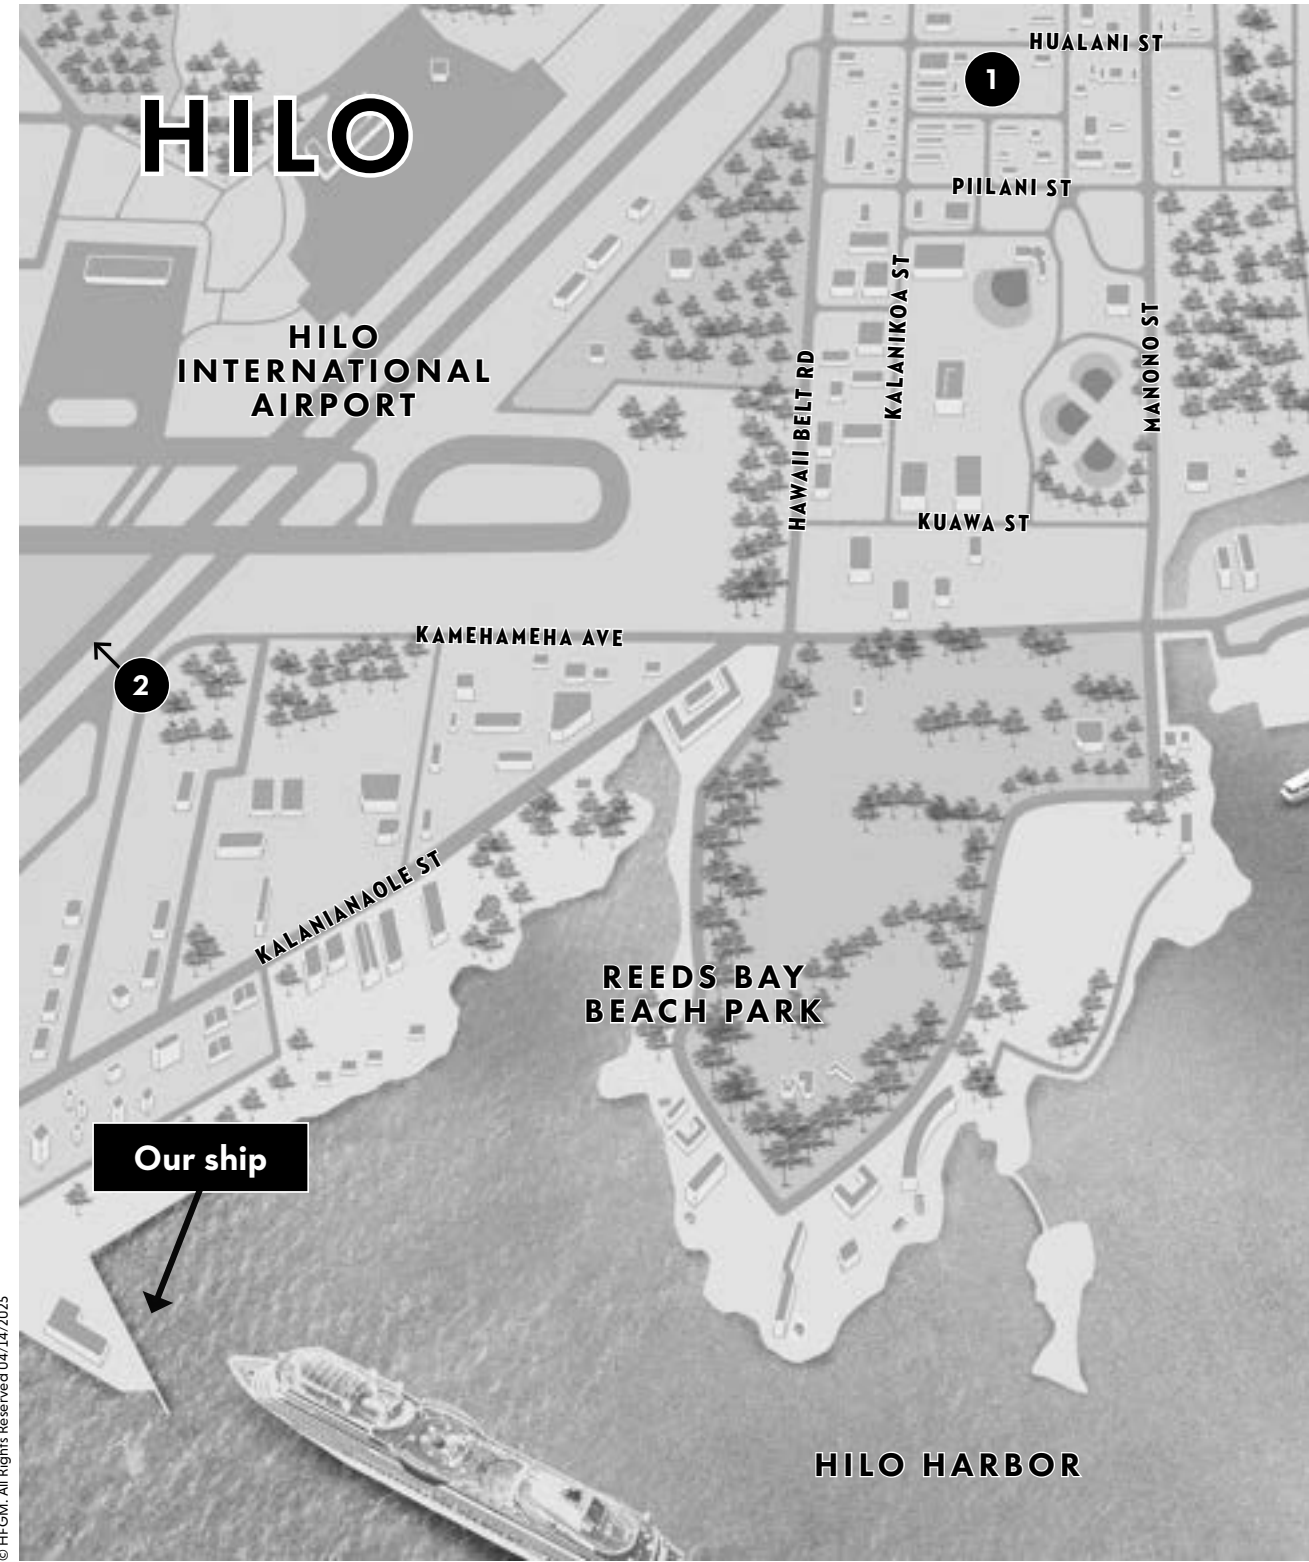 HUALANI ST
1
HILO
PIILANI ST
KALANIKOA ST
MANONO ST
HILO
INTERNATIONAL
AIRPORT
HAWAII BELT RD
KUAWA ST
KAMEHAMEHA AVE
2
KALANIANAOLE ST
REEDS BAY
BEACH PARK
Our ship
HILO HARBOR
© HFGM. All Rights Reserved 04/14/2025